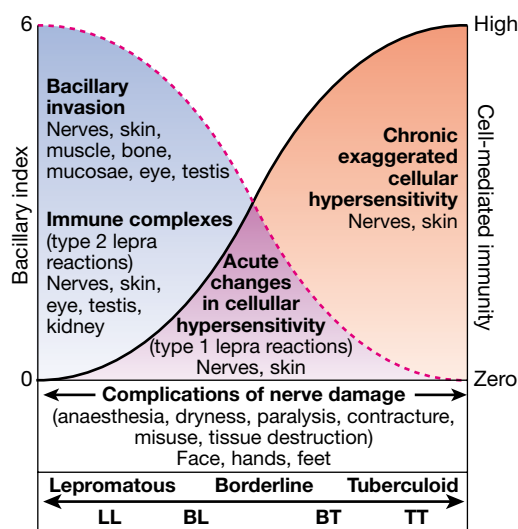 6
High
Bacillary index
Cell-mediated immunity
Bacillary
invasion
Nerves, skin,
muscle, bone,
mucosae, eye, testis
Immune complexes
(type 2 lepra
reactions)
Nerves, skin,
eye, testis,
kidney
Chronic
exaggerated
cellular
hypersensitivity
Nerves, skin
Acute
changes
in cellular
hypersensitivity
(type 1 lepra reactions)
Nerves, skin
0
Zero
Complications of nerve damage
(anaesthesia, dryness, paralysis, contracture,
misuse, tissue destruction)
Face, hands, feet
Lepromatous Borderline Tuberculoid
LL BL BT TT